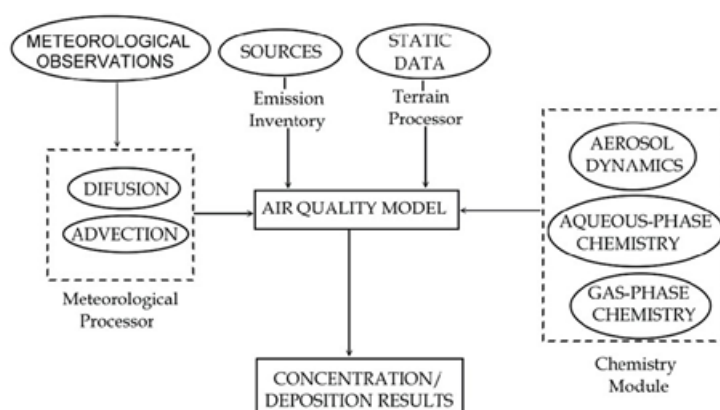 METEOROLOGICAL
OBSERVATIONS
SOURCES
STATIC
DATA
Emission
Inventory
Terrain
Processor
DIFUSION
ADVECTION
Meteorological
Processor
AIR QUALITY MODEL
AEROSOL
DYNAMICS
AQUEOUS-PHASE
CHEMISTRY
GAS-PHASE
CHEMISTRY
Chemistry
Module
CONCENTRATION/
DEPOSITION RESULTS